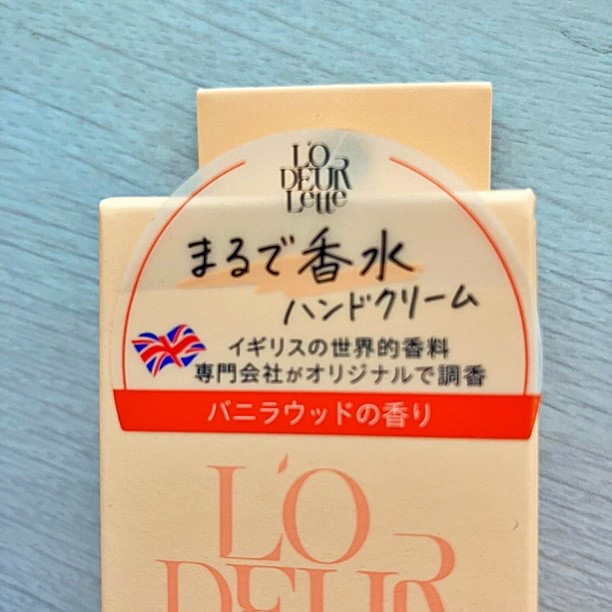 L'O
DEUR
Lette
まるで香水
ハンドクリーム
イギリスの世界的香料
専門会社がオリジナルで調香
バニラウッドの香り
L'O
DEUR